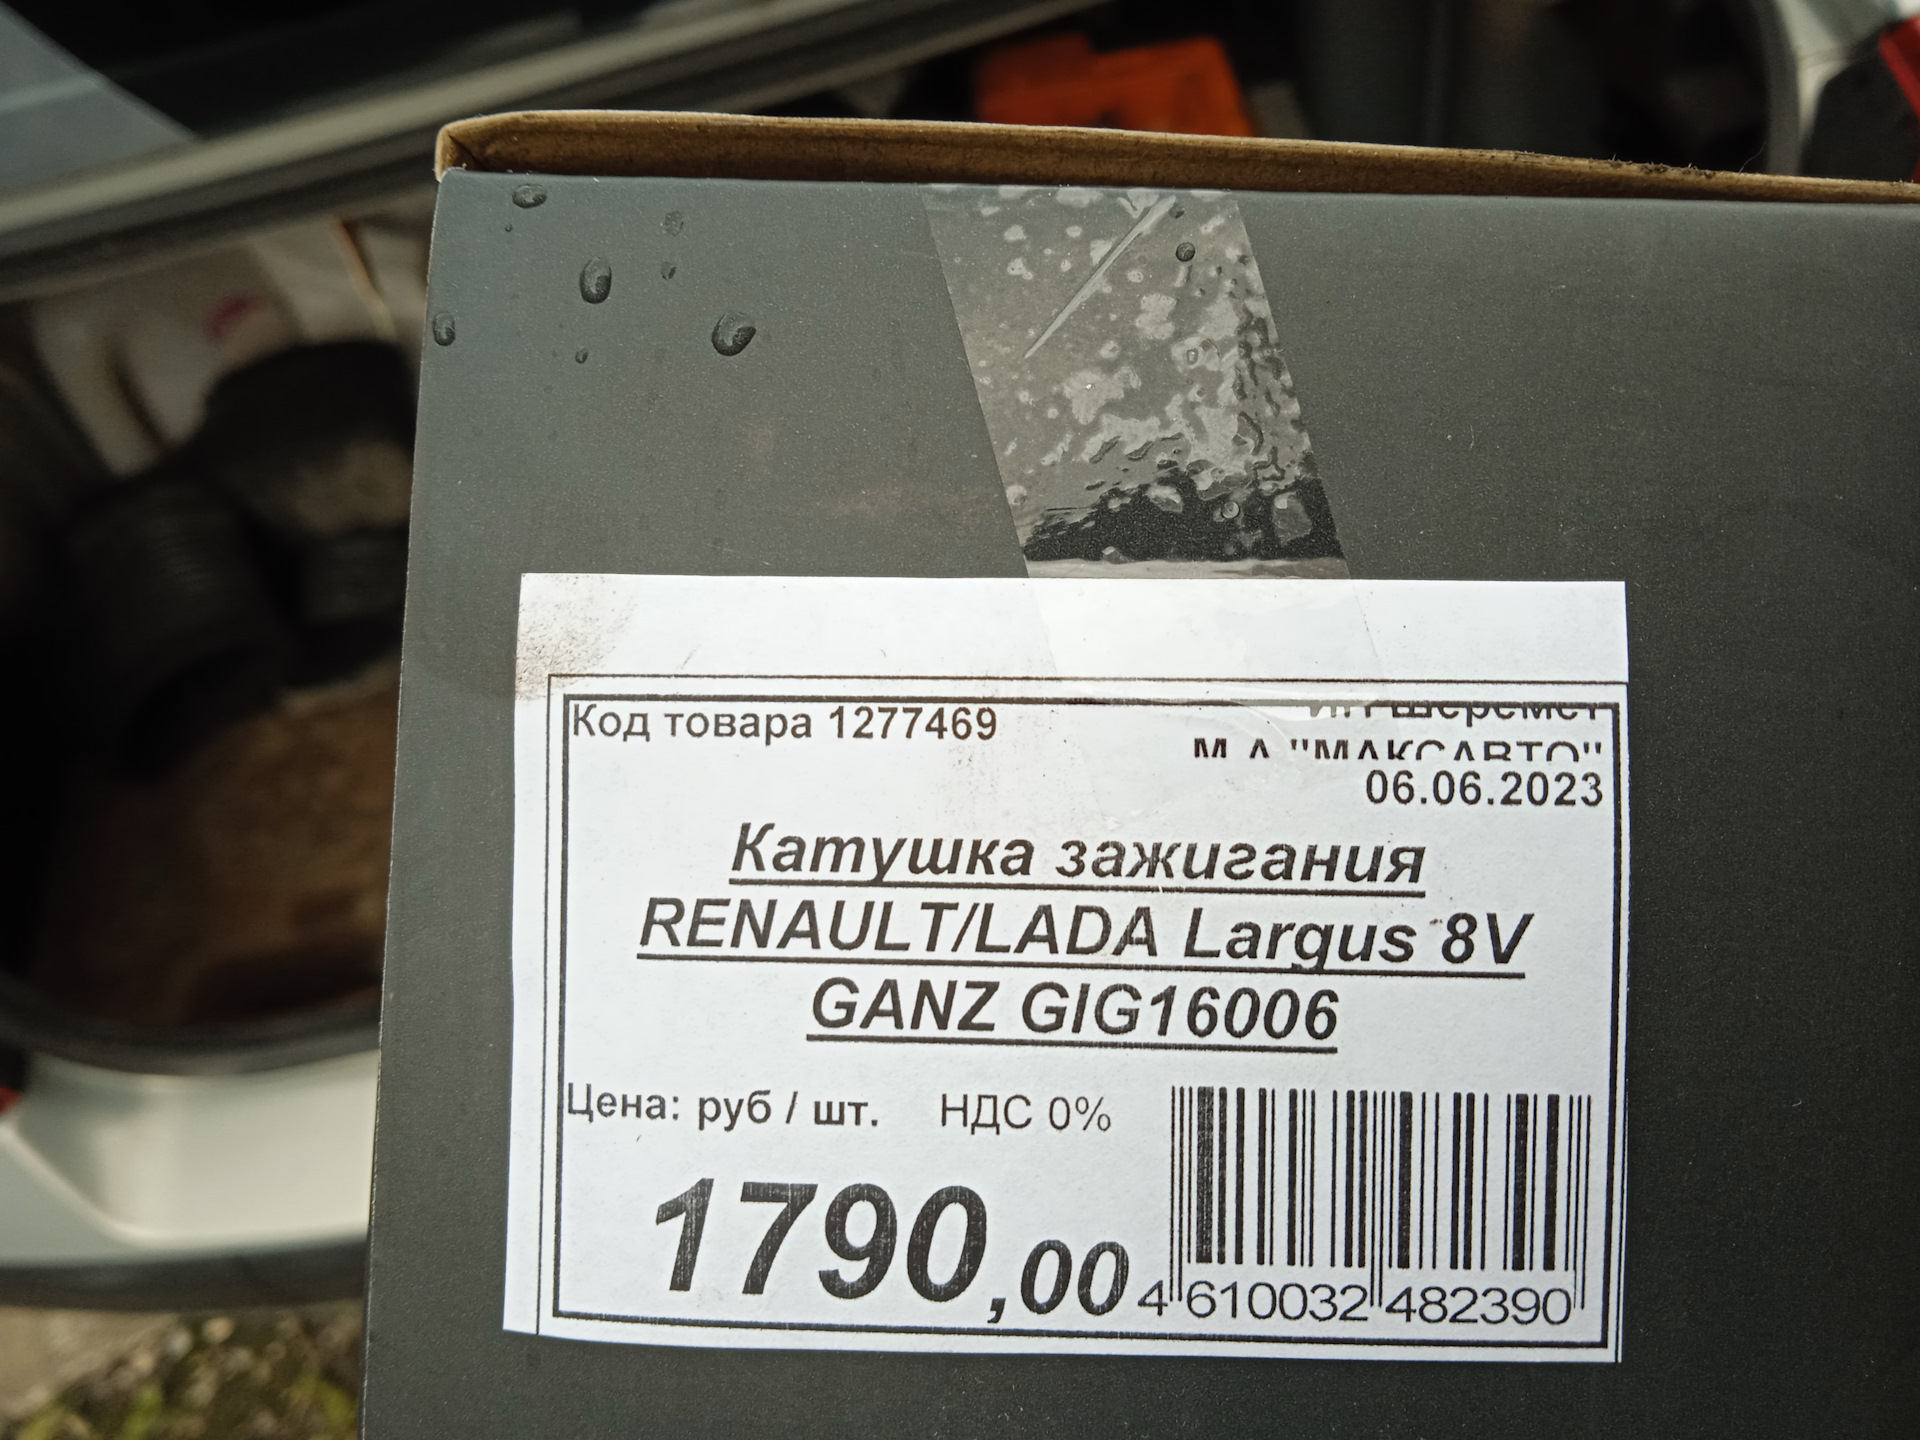 Код товара 1277469
М.А. "МАКСАВТО"
06.06.2023
Катушка зажигания
RENAULT/LADA Largus 8V
GANZ GIG16006
Цена: руб / шт. НДС 0%
1790,00
4 610032 482390